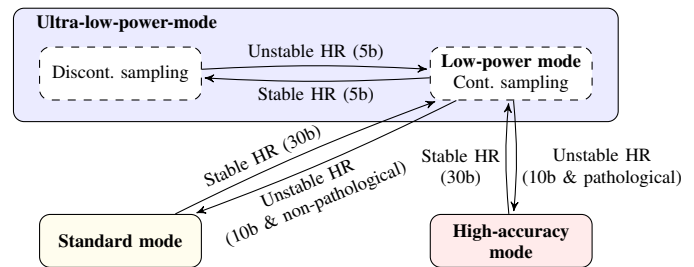 Ultra-low-power-mode
Discont. sampling
Unstable HR (5b)
Stable HR (5b)
Low-power mode
Cont. sampling
Stable HR (30b)
Unstable HR
(10b & non-pathological)
Stable HR
(30b)
Unstable HR
(10b & pathological)
Standard mode
High-accuracy
mode